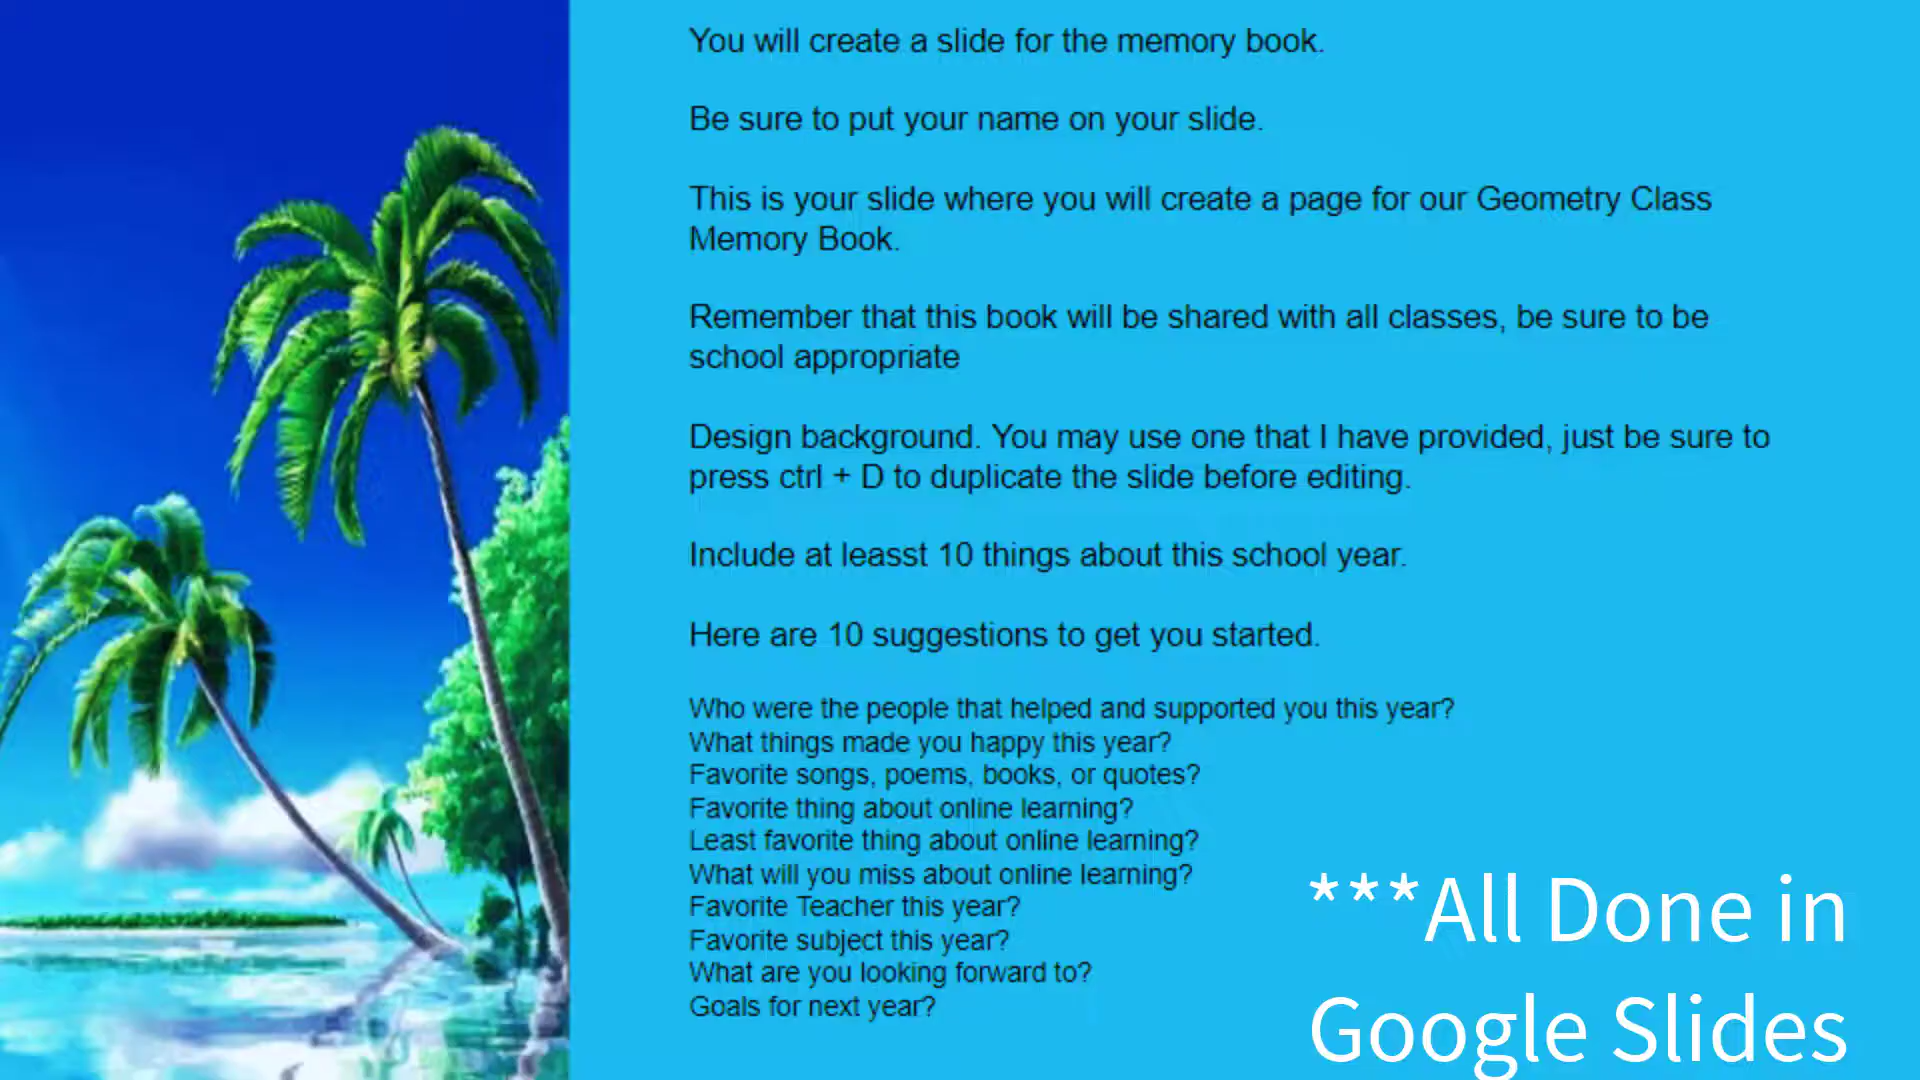 You will create a slide for the memory book.
Be sure to put your name on your slide.
This is your slide where you will create a page for our Geometry Class
Memory Book.
Remember that this book will be shared with all classes, be sure to be
school appropriate
Design background. You may use one that I have provided, just be sure to
press ctrl + D to duplicate the slide before editing.
Include at leasst 10 things about this school year.
Here are 10 suggestions to get you started.
Who were the people that helped and supported you this year?
What things made you happy this year?
Favorite songs, poems, books, or quotes?
Favorite thing about online learning?
Least favorite thing about online learning?
What will you miss about online learning?
Favorite Teacher this year?
Favorite subject this year?
What are you looking forward to?
Goals for next year?
***All Done in
Google Slides